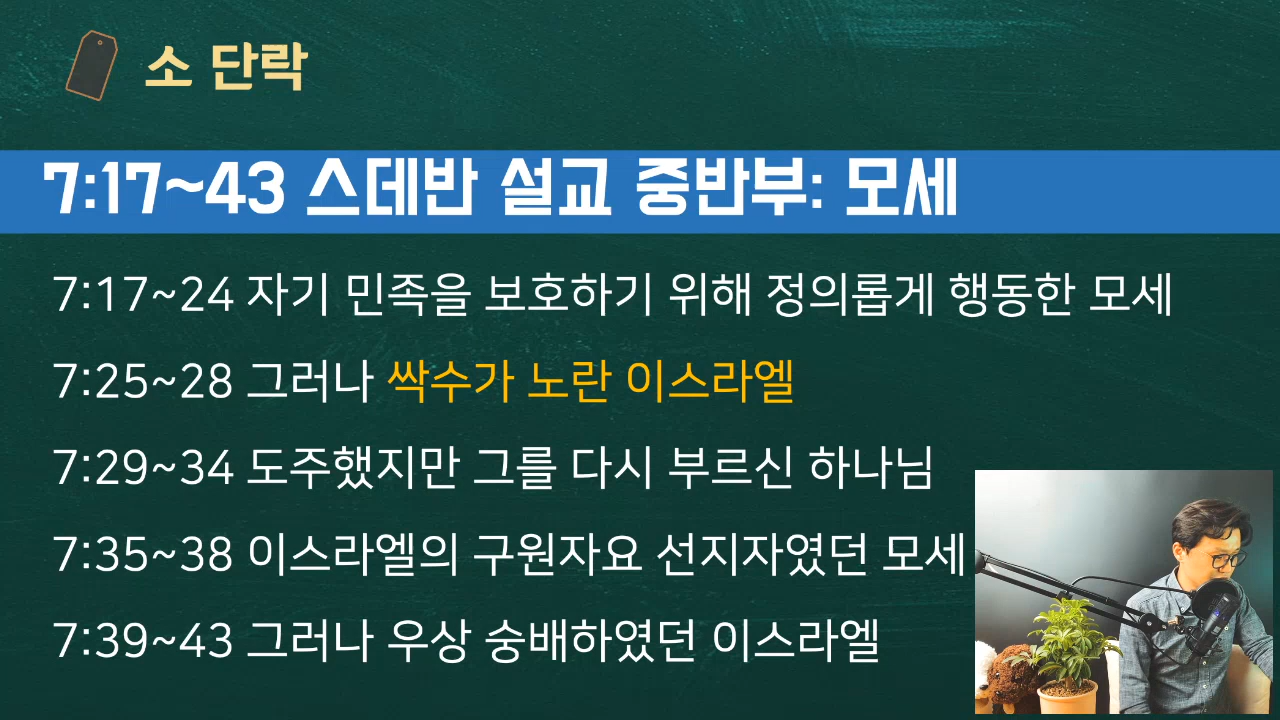 소 단락
7:17~43 스데반 설교 중반부: 모세
7:17~24 자기 민족을 보호하기 위해 정의롭게 행동한 모세
7:25~28 그러나 싹수가 노란 이스라엘
7:29~34 도주했지만 그를 다시 부르신 하나님
7:35~38 이스라엘의 구원자요 선지자였던 모세
7:39~43 그러나 우상 숭배하였던 이스라엘